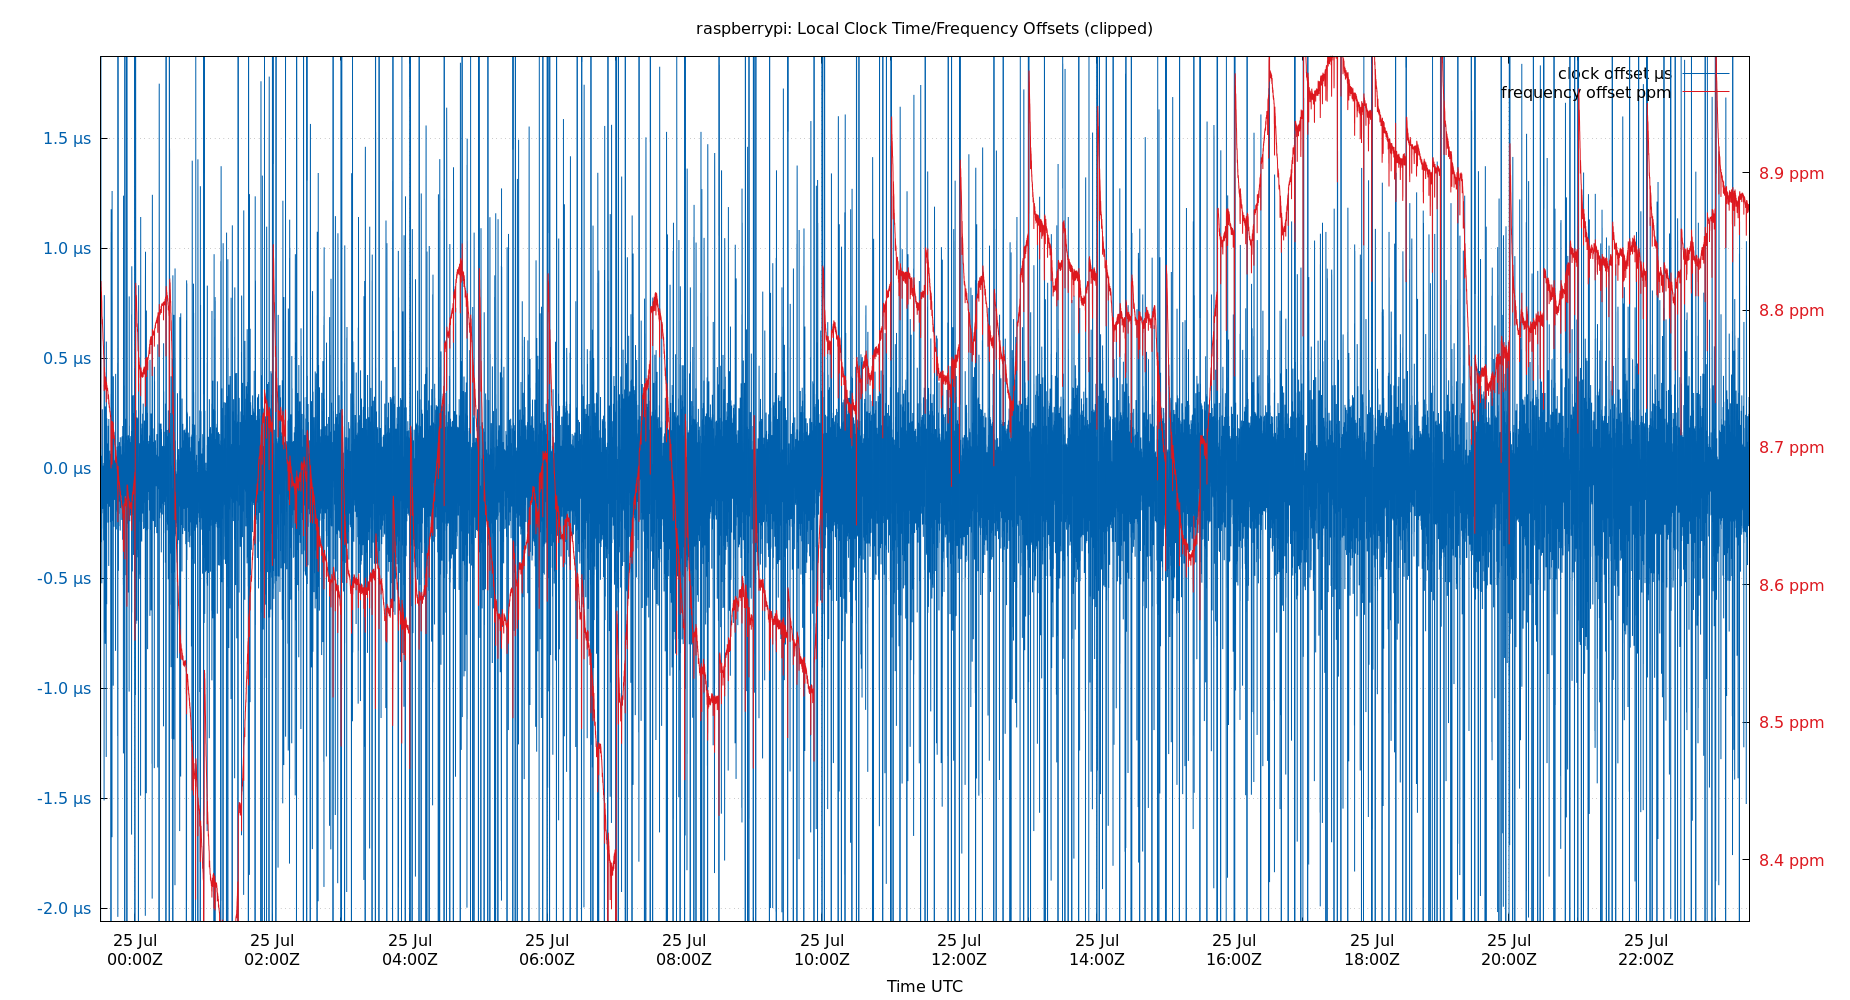 raspberrypi: Local Clock Time/Frequency Offsets (clipped)
clock offset µs
frequency offset ppm
1.5 µs
1.0 µs
0.5 µs
0.0 µs
-0.5 µs
-1.0 µs
-1.5 µs
-2.0 µs
8.9 ppm
8.8 ppm
8.7 ppm
8.6 ppm
8.5 ppm
8.4 ppm
25 Jul 25 Jul 25 Jul 25 Jul 25 Jul 25 Jul 25 Jul 25 Jul 25 Jul 25 Jul 25 Jul 25 Jul
00:00Z 02:00Z 04:00Z 06:00Z 08:00Z 10:00Z 12:00Z 14:00Z 16:00Z 18:00Z 20:00Z 22:00Z
Time UTC